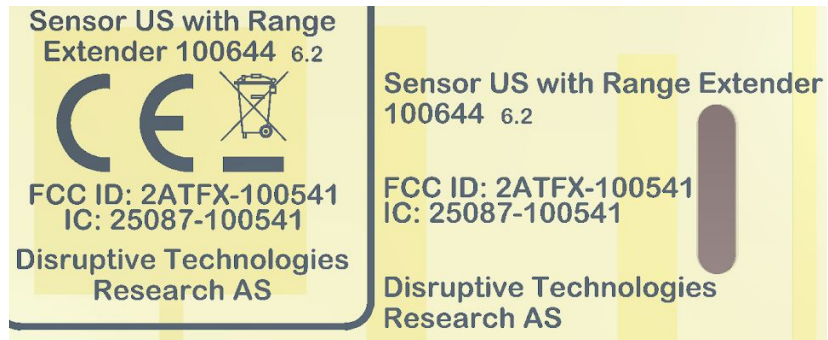 Sensor US with Range
Extender 100644 6.2
CE
FCC ID: 2ATFX-100541
IC: 25087-100541
Disruptive Technologies
Research AS
Sensor US with Range Extender
100644 6.2
FCC ID: 2ATFX-100541
IC: 25087-100541
Disruptive Technologies
Research AS